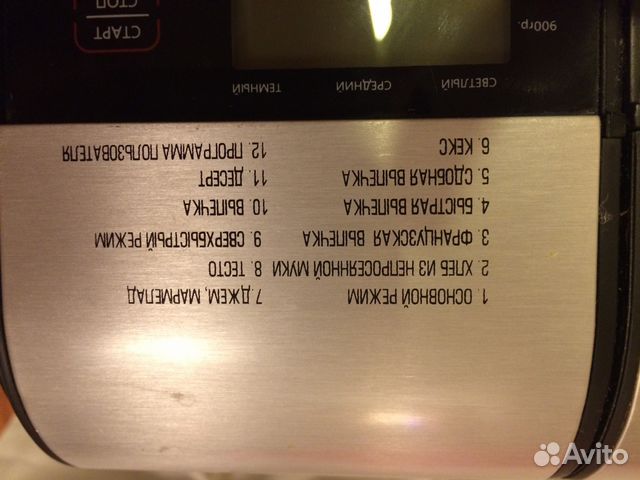 1. ОСНОВНОЙ РЕЖИМ
2. ХЛЕБ ИЗ НЕПРОСЕЯННОЙ МУКИ
3. ФРАНЦУЗСКАЯ ВЫПЕЧКА
4. БЫСТРАЯ ВЫПЕЧКА
5. СДОБНАЯ ВЫПЕЧКА
6. КЕКС
7. ДЖЕМ, МАРМЕЛАД
8. ТЕСТО
9. СВЕРХБЫСТРЫЙ РЕЖИМ
10. ВЫПЕЧКА
11. ДЕСЕРТ
12. ПРОГРАММА ПОЛЬЗОВАТЕЛЯ
СВЕТЛЫЙ СРЕДНИЙ ТЕМНЫЙ
900гр.
СТАРТ
СТОП
Avito